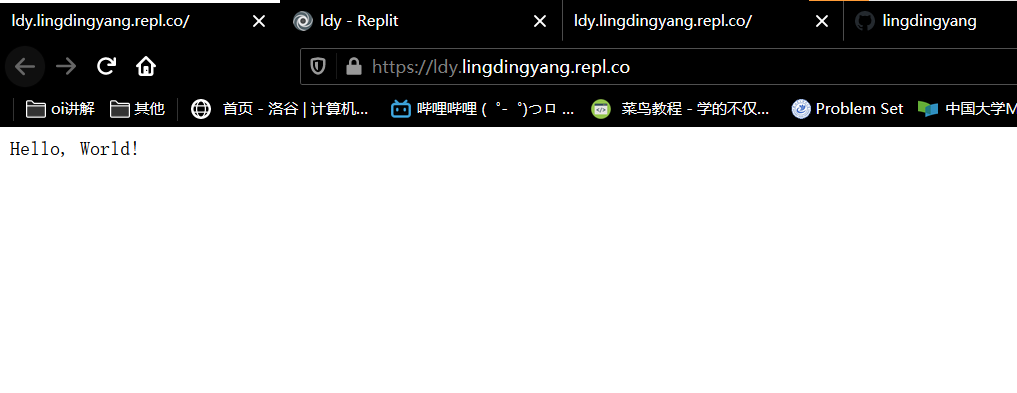 ldy.lingdingyang.repl.co/ ldy - Replit ldy.lingdingyang.repl.co/ lingdingyang
https://ldy.lingdingyang.repl.co
oi讲解 其他 首页 - 洛谷 | 计算机... 哔哩哔哩 ( ゜- ゜)つロ ... 菜鸟教程 - 学的不仅... Problem Set 中国大学M
Hello, World!